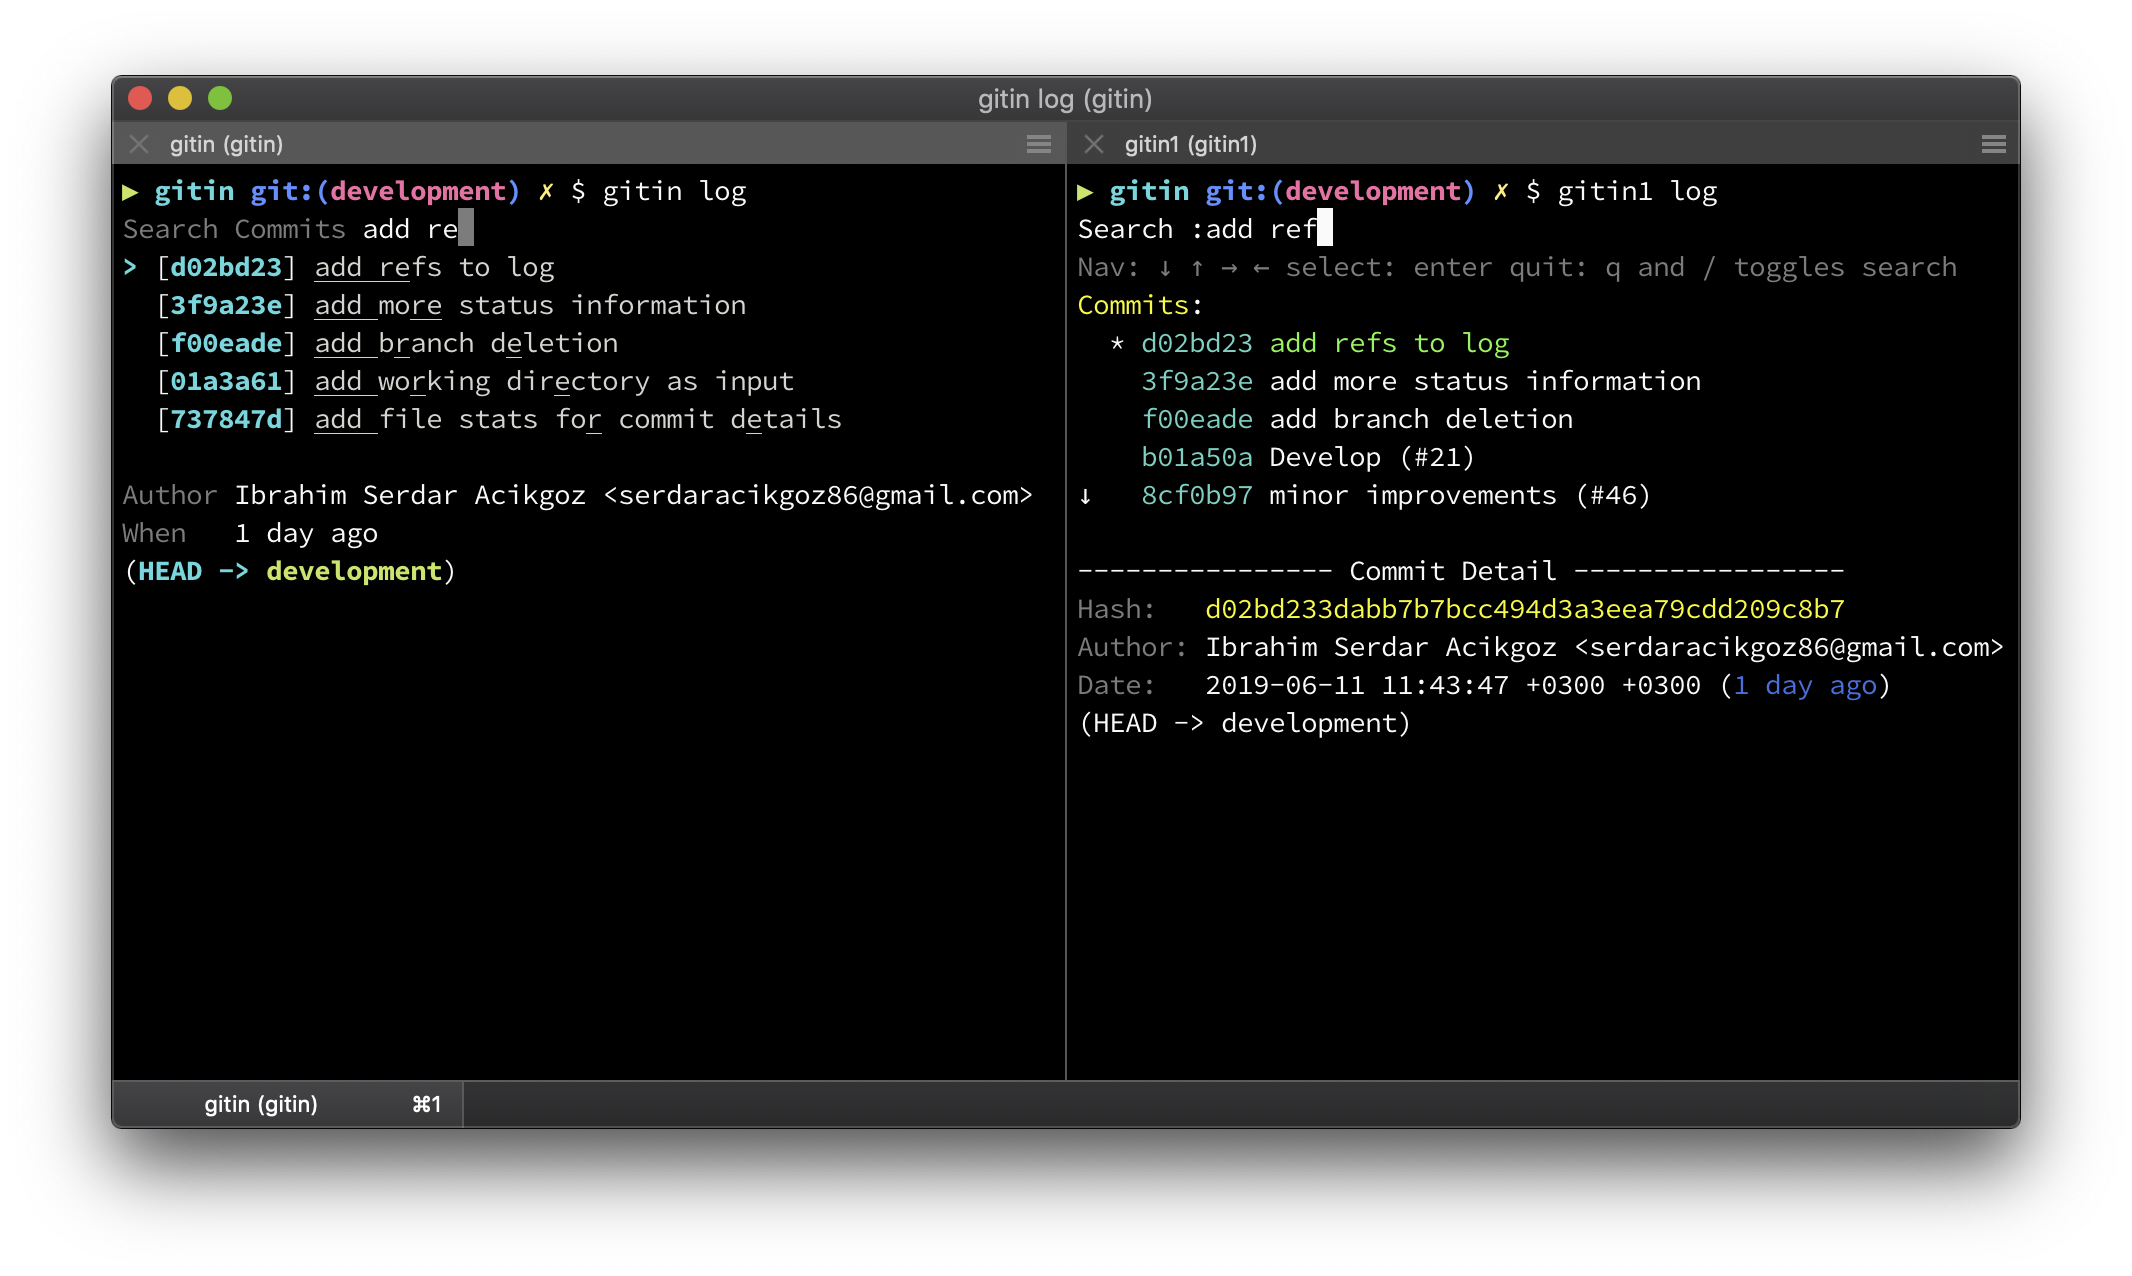 gitin log (gitin)
gitin (gitin)
▶ gitin git:(development) ✗ $ gitin log
Search Commits add re
> [d02bd23] add refs to log
[3f9a23e] add more status information
[f00eade] add branch deletion
[01a3a61] add working directory as input
[737847d] add file stats for commit details
Author Ibrahim Serdar Acikgoz <serdaracikgoz86@gmail.com>
When 1 day ago
(HEAD -> development)
gitin1 (gitin1)
▶ gitin git:(development) ✗ $ gitin1 log
Search :add ref
Nav: ↓ ↑ → ← select: enter quit: q and / toggles search
Commits:
* d02bd23 add refs to log
3f9a23e add more status information
f00eade add branch deletion
b01a50a Develop (#21)
↓ 8cf0b97 minor improvements (#46)
---------------- Commit Detail -----------------
Hash: d02bd233dabb7b7bcc494d3a3eea79cdd209c8b7
Author: Ibrahim Serdar Acikgoz <serdaracikgoz86@gmail.com>
Date: 2019-06-11 11:43:47 +0300 +0300 (1 day ago)
(HEAD -> development)
gitin (gitin) ⌘1